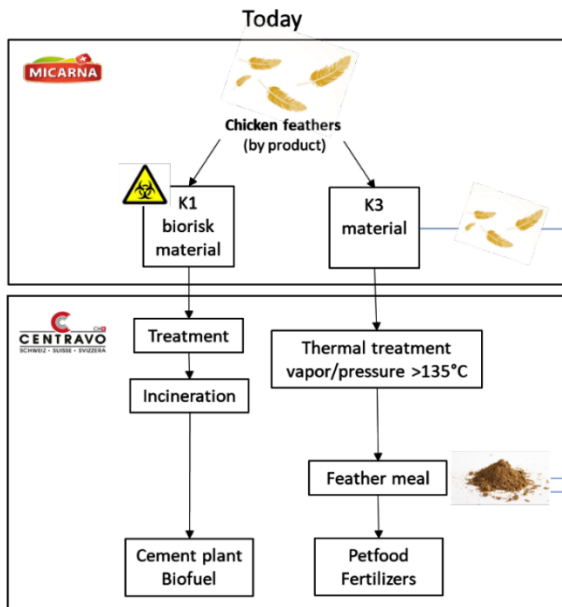 Today
MICARNA
Chicken feathers
(by product)
K1
biorisk
material
K3
material
CENTRAVO
SCHWEIZ • SUISSE • SVIZZERA
Treatment
Thermal treatment
vapor/pressure >135°C
Incineration
Feather meal
Cement plant
Biofuel
Petfood
Fertilizers